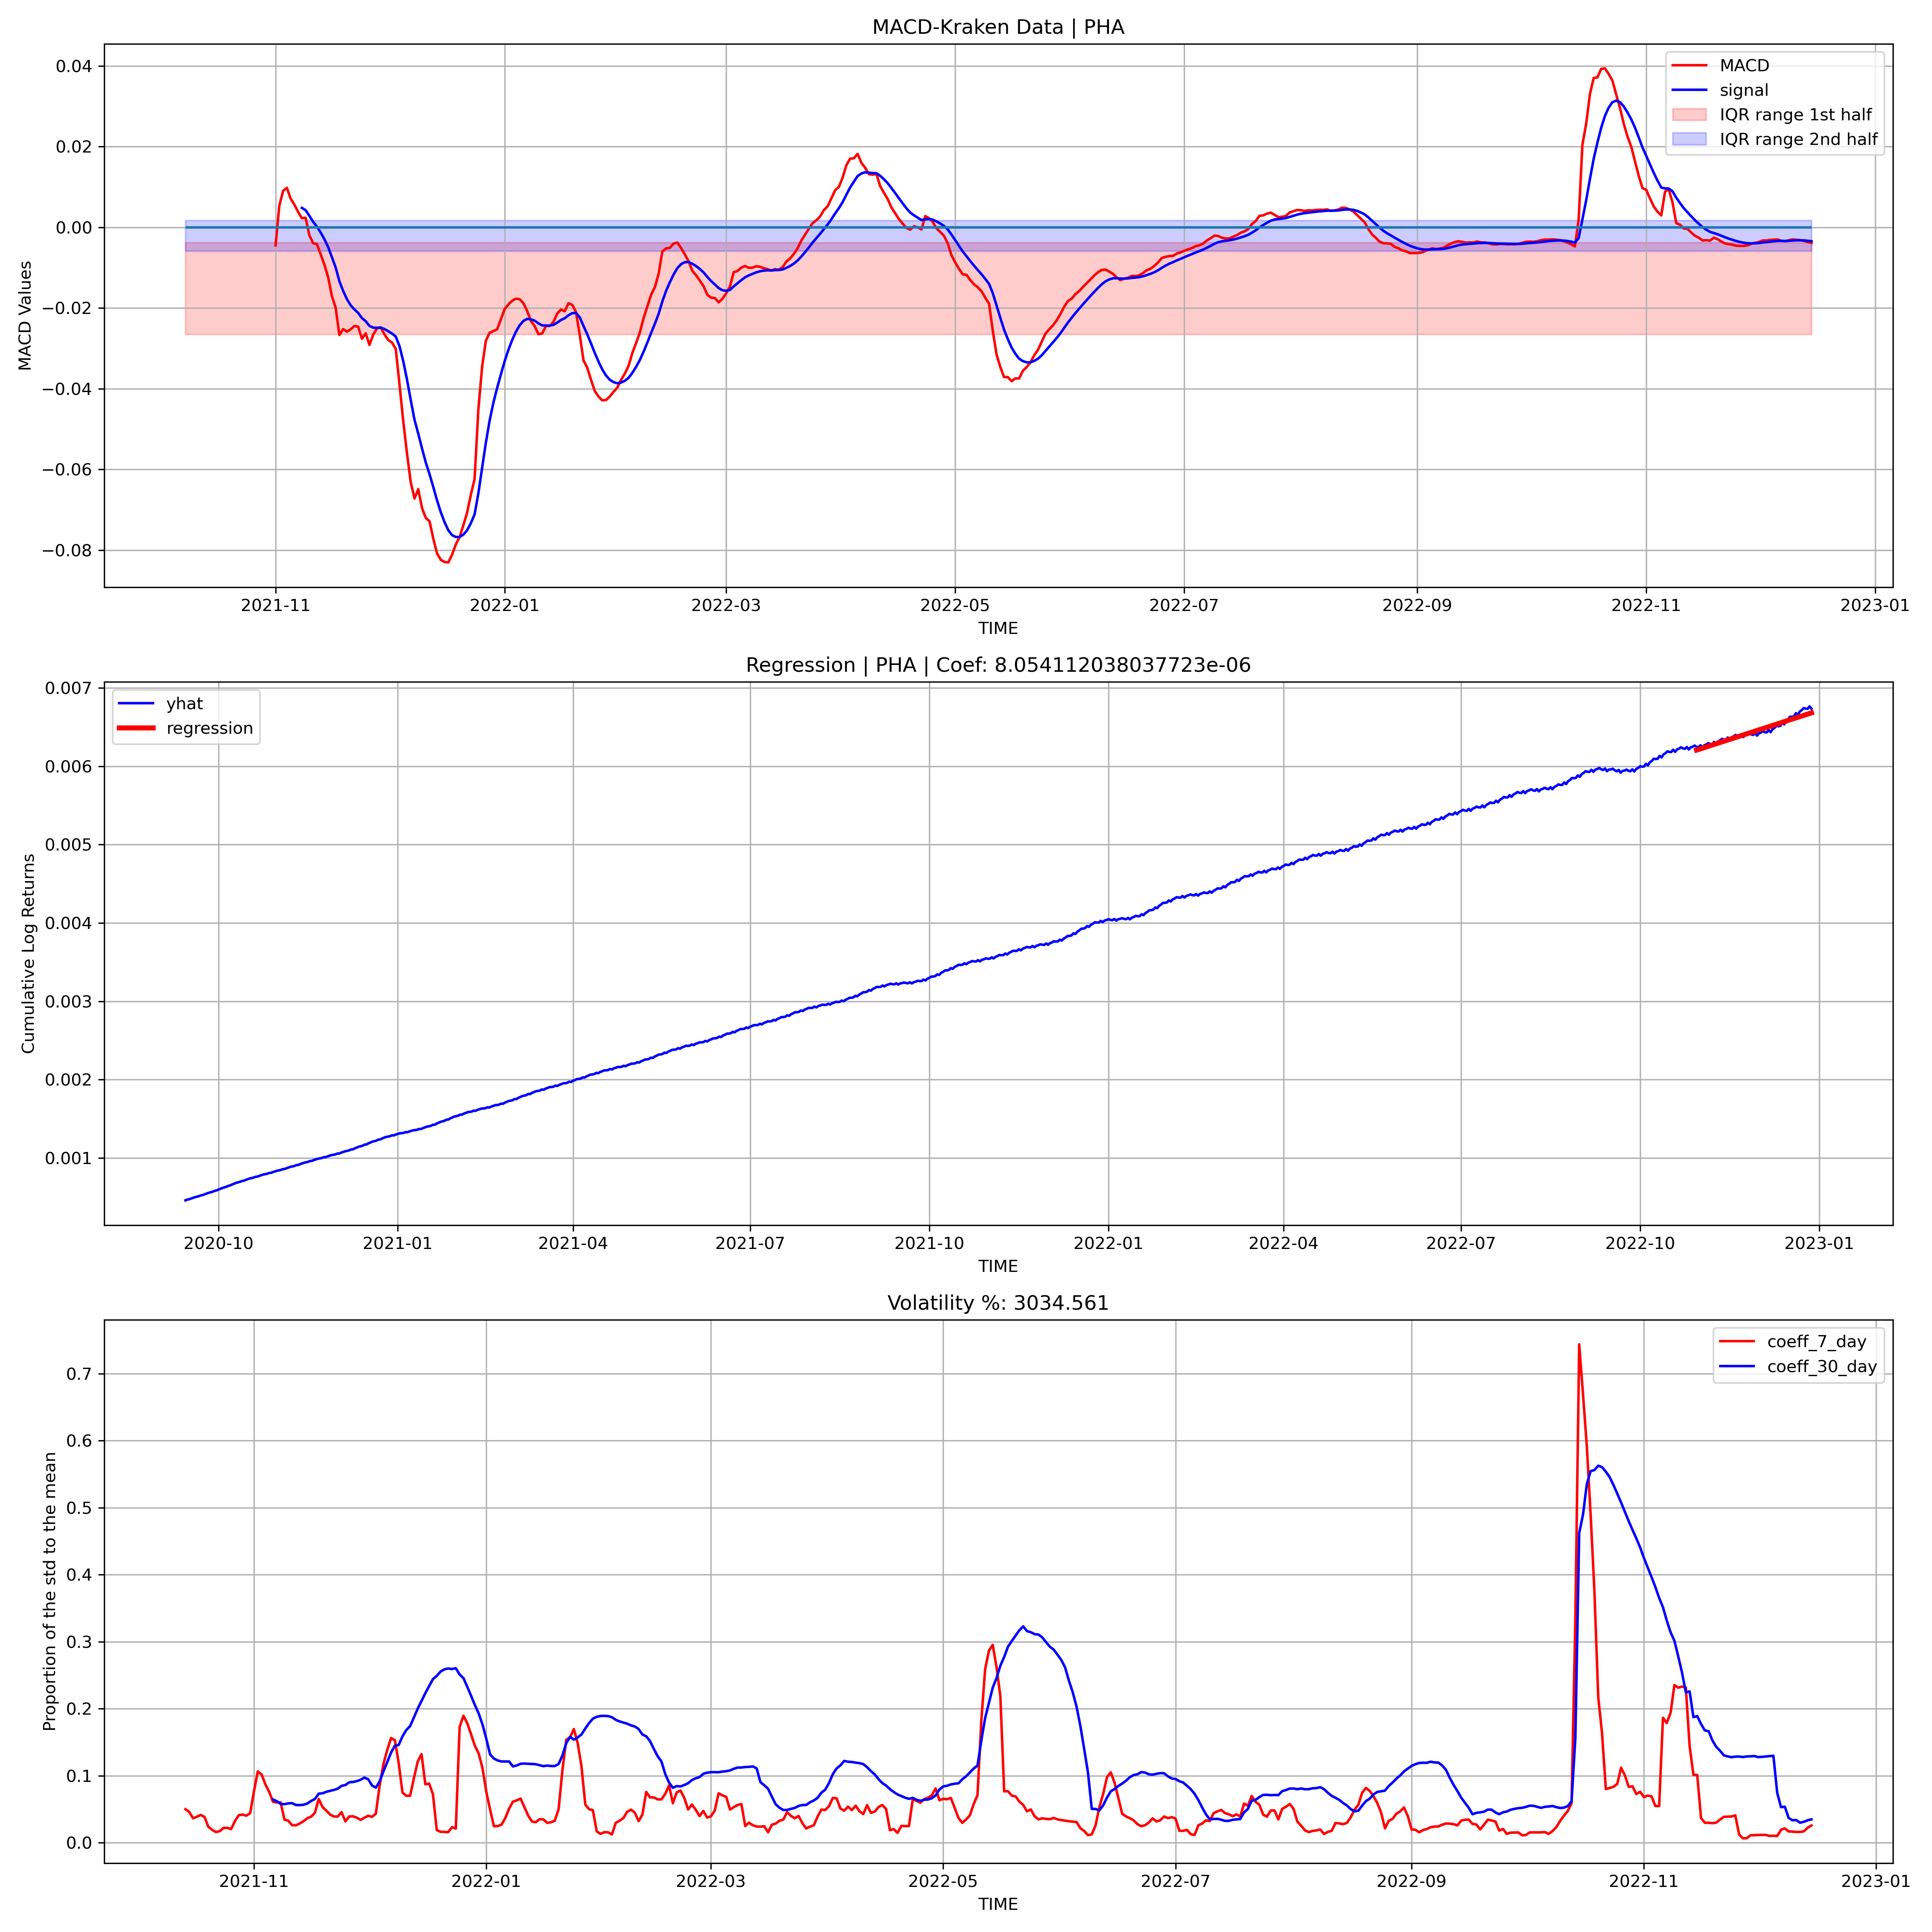 MACD-Kraken Data | PHA
MACD
signal
IQR range 1st half
IQR range 2nd half
0.04
0.02
0.00
−0.02
−0.04
−0.06
−0.08
MACD Values
2021-11
2022-01
2022-03
2022-05
2022-07
2022-09
2022-11
2023-01
TIME
Regression | PHA | Coef: 8.054112038037723e-06
yhat
regression
0.007
0.006
0.005
0.004
0.003
0.002
0.001
Cumulative Log Returns
2020-10
2021-01
2021-04
2021-07
2021-10
2022-01
2022-04
2022-07
2022-10
2023-01
TIME
Volatility %: 3034.561
coeff_7_day
coeff_30_day
0.7
0.6
0.5
0.4
0.3
0.2
0.1
0.0
Proportion of the std to the mean
2021-11
2022-01
2022-03
2022-05
2022-07
2022-09
2022-11
2023-01
TIME